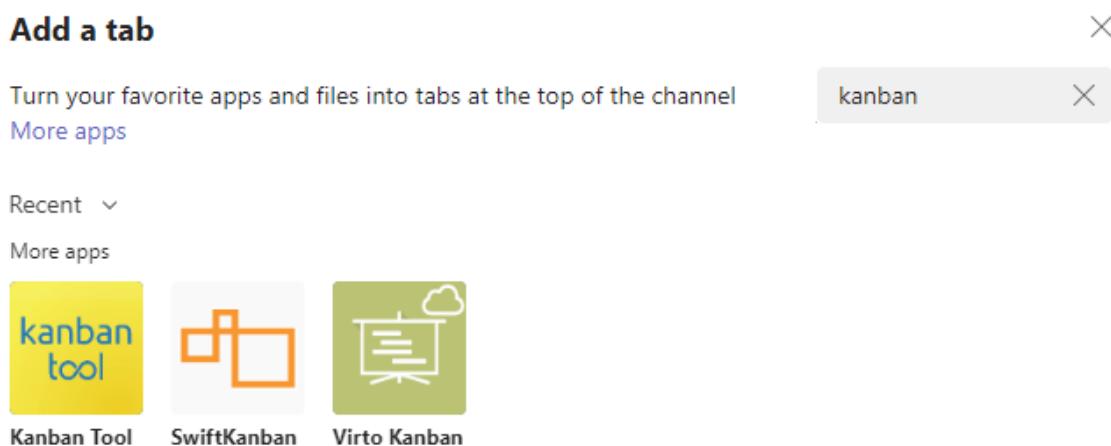 Add a tab
Turn your favorite apps and files into tabs at the top of the channel
More apps
kanban
Recent
More apps
kanban
tool
Kanban Tool
SwiftKanban
Virto Kanban